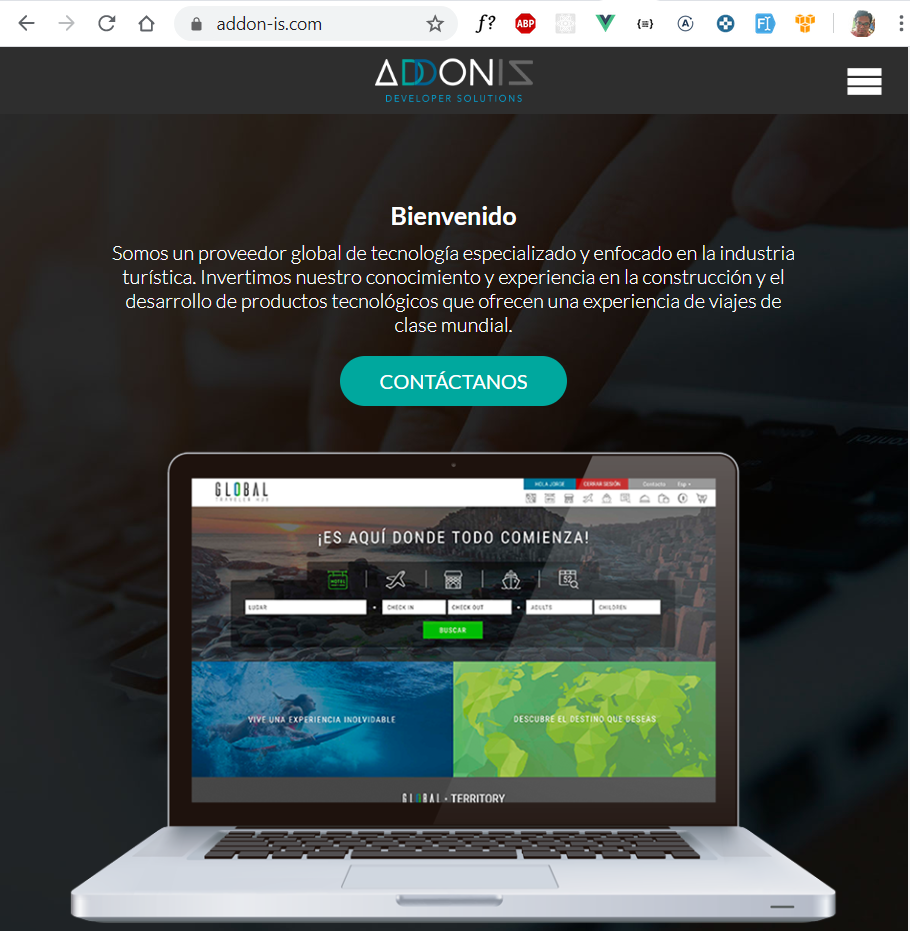 addon-is.com
f?
ABP
ADDONIS
DEVELOPER SOLUTIONS
Bienvenido
Somos un proveedor global de tecnología especializado y enfocado en la industria
turística. Invertimos nuestro conocimiento y experiencia en la construcción y el
desarrollo de productos tecnológicos que ofrecen una experiencia de viajes de
clase mundial.
CONTÁCTANOS
GLOBAL
TRAVELER HUB
HOLA JORGE
CERRAR SESIÓN
Contacto
Esp
¡ES AQUÍ DONDE TODO COMIENZA!
HOTEL
52
LUGAR
CHECK IN
CHECK OUT
ADULTS
CHILDREN
BUSCAR
VIVE UNA EXPERIENCIA INOLVIDABLE
DESCUBRE EL DESTINO QUE DESEAS
GLOBAL · TERRITORY